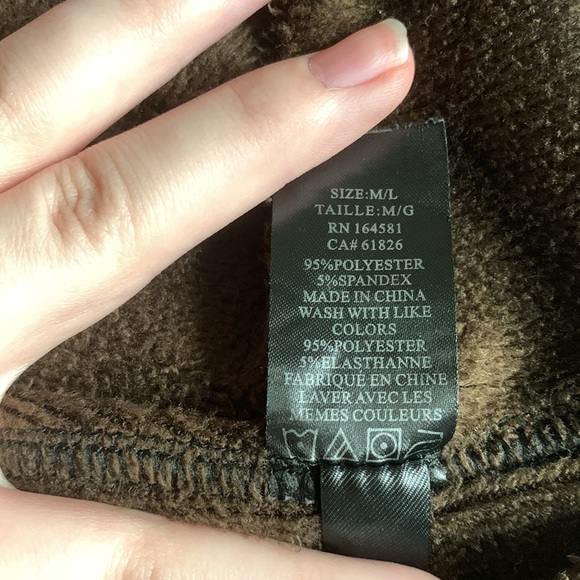 SIZE:M/L
TAILLE:M/G
RN 164581
CA# 61826
95%POLYESTER
5%SPANDEX
MADE IN CHINA
WASH WITH LIKE
COLORS
95%POLYESTER
5%ELASTHANNE
FABRIQUE EN CHINE
LAVER AVEC LES
MEMES COULEURS